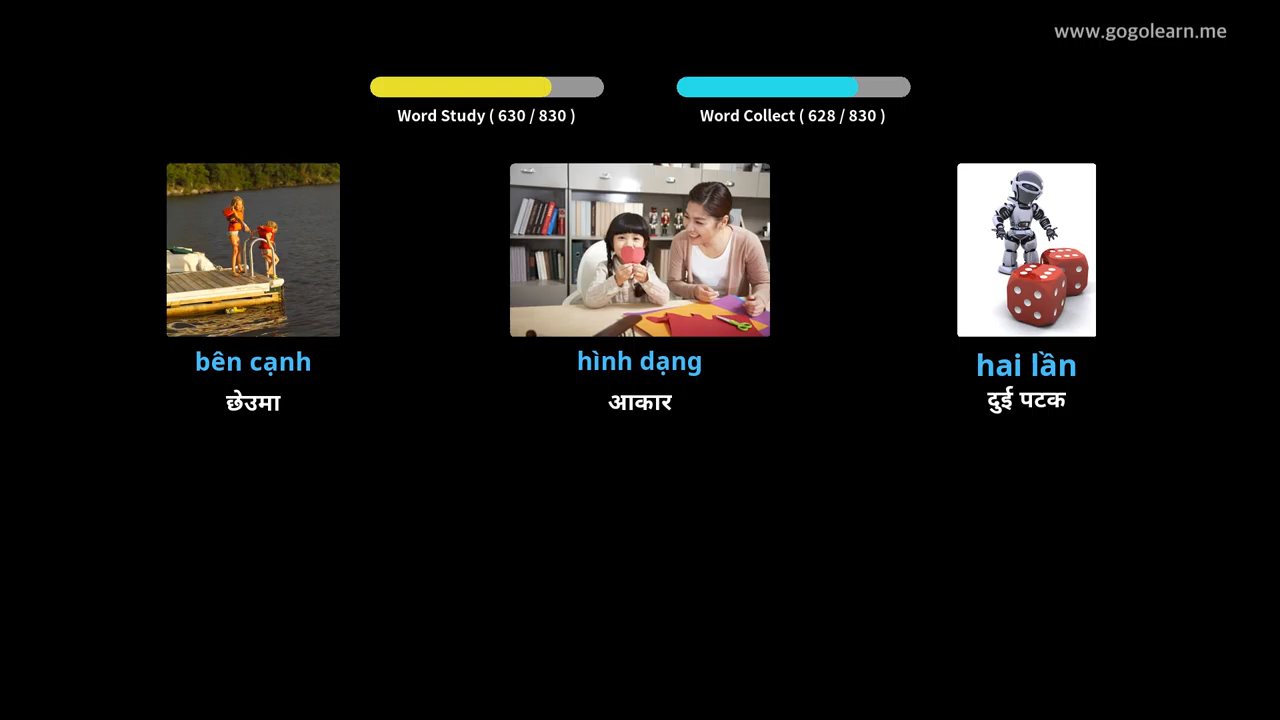 www.gogolearn.me
Word Study ( 630 / 830 )
Word Collect ( 628 / 830 )
bên cạnh
hình dạng
hai lần
छेउमा
आकार
दुई पटक